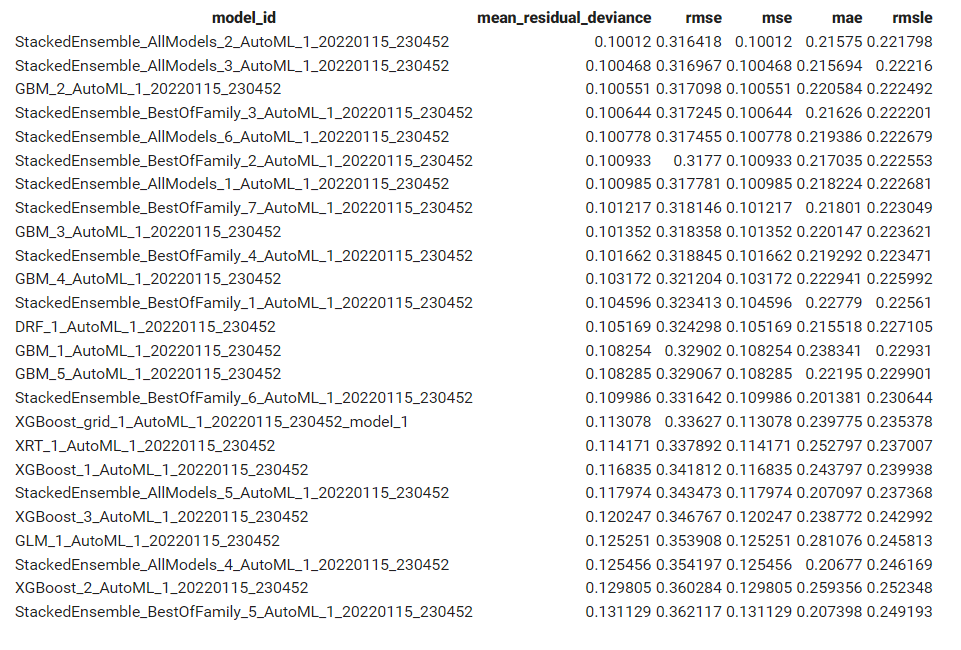 model_id mean_residual_deviance rmse mse mae rmsle
StackedEnsemble_AllModels_2_AutoML_1_20220115_230452 0.10012 0.316418 0.10012 0.21575 0.221798
StackedEnsemble_AllModels_3_AutoML_1_20220115_230452 0.100468 0.316967 0.100468 0.215694 0.22216
GBM_2_AutoML_1_20220115_230452 0.100551 0.317098 0.100551 0.220584 0.222492
StackedEnsemble_BestOfFamily_3_AutoML_1_20220115_230452 0.100644 0.317245 0.100644 0.21626 0.222201
StackedEnsemble_AllModels_6_AutoML_1_20220115_230452 0.100778 0.317455 0.100778 0.219386 0.222679
StackedEnsemble_BestOfFamily_2_AutoML_1_20220115_230452 0.100933 0.3177 0.100933 0.217035 0.222553
StackedEnsemble_AllModels_1_AutoML_1_20220115_230452 0.100985 0.317781 0.100985 0.218224 0.222681
StackedEnsemble_BestOfFamily_7_AutoML_1_20220115_230452 0.101217 0.318146 0.101217 0.21801 0.223049
GBM_3_AutoML_1_20220115_230452 0.101352 0.318358 0.101352 0.220147 0.223621
StackedEnsemble_BestOfFamily_4_AutoML_1_20220115_230452 0.101662 0.318845 0.101662 0.219292 0.223471
GBM_4_AutoML_1_20220115_230452 0.103172 0.321204 0.103172 0.222941 0.225992
StackedEnsemble_BestOfFamily_1_AutoML_1_20220115_230452 0.104596 0.323413 0.104596 0.22779 0.22561
DRF_1_AutoML_1_20220115_230452 0.105169 0.324298 0.105169 0.215518 0.227105
GBM_1_AutoML_1_20220115_230452 0.108254 0.32902 0.108254 0.238341 0.22931
GBM_5_AutoML_1_20220115_230452 0.108285 0.329067 0.108285 0.22195 0.229901
StackedEnsemble_BestOfFamily_6_AutoML_1_20220115_230452 0.109986 0.331642 0.109986 0.201381 0.230644
XGBoost_grid_1_AutoML_1_20220115_230452_model_1 0.113078 0.33627 0.113078 0.239775 0.235378
XRT_1_AutoML_1_20220115_230452 0.114171 0.337892 0.114171 0.252797 0.237007
XGBoost_1_AutoML_1_20220115_230452 0.116835 0.341812 0.116835 0.243797 0.239938
StackedEnsemble_AllModels_5_AutoML_1_20220115_230452 0.117974 0.343473 0.117974 0.207097 0.237368
XGBoost_3_AutoML_1_20220115_230452 0.120247 0.346767 0.120247 0.238772 0.242992
GLM_1_AutoML_1_20220115_230452 0.125251 0.353908 0.125251 0.281076 0.245813
StackedEnsemble_AllModels_4_AutoML_1_20220115_230452 0.125456 0.354197 0.125456 0.20677 0.246169
XGBoost_2_AutoML_1_20220115_230452 0.129805 0.360284 0.129805 0.259356 0.252348
StackedEnsemble_BestOfFamily_5_AutoML_1_20220115_230452 0.131129 0.362117 0.131129 0.207398 0.249193